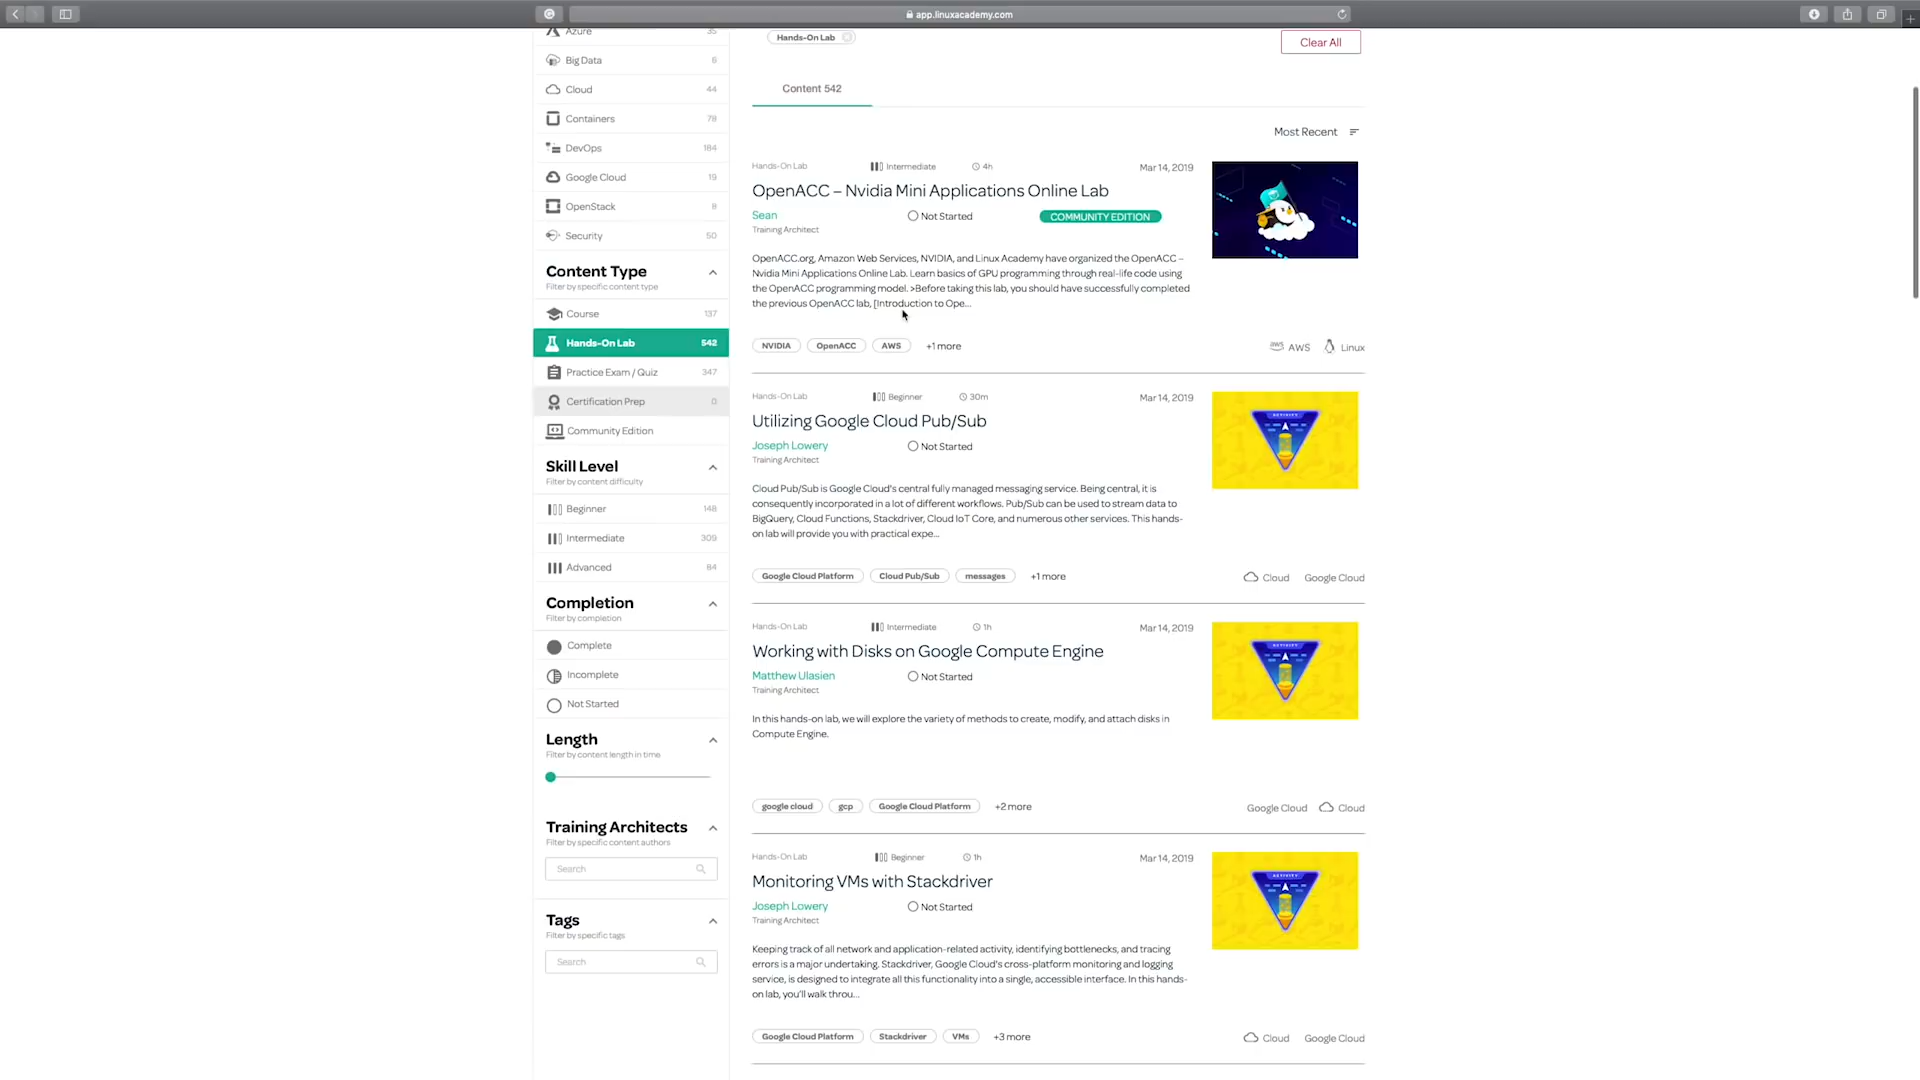 app.linuxacademy.com
Azure 35
Big Data 6
Cloud 44
Containers 78
DevOps 184
Google Cloud 19
OpenStack 8
Security 50
Content Type
Filter by specific content type
Course 137
Hands-On Lab 542
Practice Exam / Quiz 347
Certification Prep 0
Community Edition
Skill Level
Filter by content difficulty
Beginner 148
Intermediate 309
Advanced 84
Completion
Filter by completion
Complete
Incomplete
Not Started
Length
Filter by content length in time
Training Architects
Filter by specific content authors
Search
Tags
Filter by specific tags
Search
Hands-On Lab
Clear All
Content 542
Most Recent
Hands-On Lab Intermediate 4h Mar 14, 2019
OpenACC – Nvidia Mini Applications Online Lab
Sean Not Started COMMUNITY EDITION
Training Architect
OpenACC.org, Amazon Web Services, NVIDIA, and Linux Academy have organized the OpenACC –
Nvidia Mini Applications Online Lab. Learn basics of GPU programming through real-life code using
the OpenACC programming model. >Before taking this lab, you should have successfully completed
the previous OpenACC lab, [Introduction to Ope...
NVIDIA OpenACC AWS +1 more aws AWS Linux
Hands-On Lab Beginner 30m Mar 14, 2019
Utilizing Google Cloud Pub/Sub
Joseph Lowery Not Started
Training Architect
Cloud Pub/Sub is Google Cloud's central fully managed messaging service. Being central, it is
consequently incorporated in a lot of different workflows. Pub/Sub can be used to stream data to
BigQuery, Cloud Functions, Stackdriver, Cloud IoT Core, and numerous other services. This hands-
on lab will provide you with practical expe...
Google Cloud Platform Cloud Pub/Sub messages +1 more Cloud Google Cloud
Hands-On Lab Intermediate 1h Mar 14, 2019
Working with Disks on Google Compute Engine
Matthew Ulasien Not Started
Training Architect
In this hands-on lab, we will explore the variety of methods to create, modify, and attach disks in
Compute Engine.
google cloud gcp Google Cloud Platform +2 more Google Cloud Cloud
Hands-On Lab Beginner 1h Mar 14, 2019
Monitoring VMs with Stackdriver
Joseph Lowery Not Started
Training Architect
Keeping track of all network and application-related activity, identifying bottlenecks, and tracing
errors is a major undertaking. Stackdriver, Google Cloud's cross-platform monitoring and logging
service, is designed to integrate all this functionality into a single, accessible interface. In this hands-
on lab, you'll walk throu...
Google Cloud Platform Stackdriver VMs +3 more Cloud Google Cloud
ACTIVITY
ACTIVITY
ACTIVITY